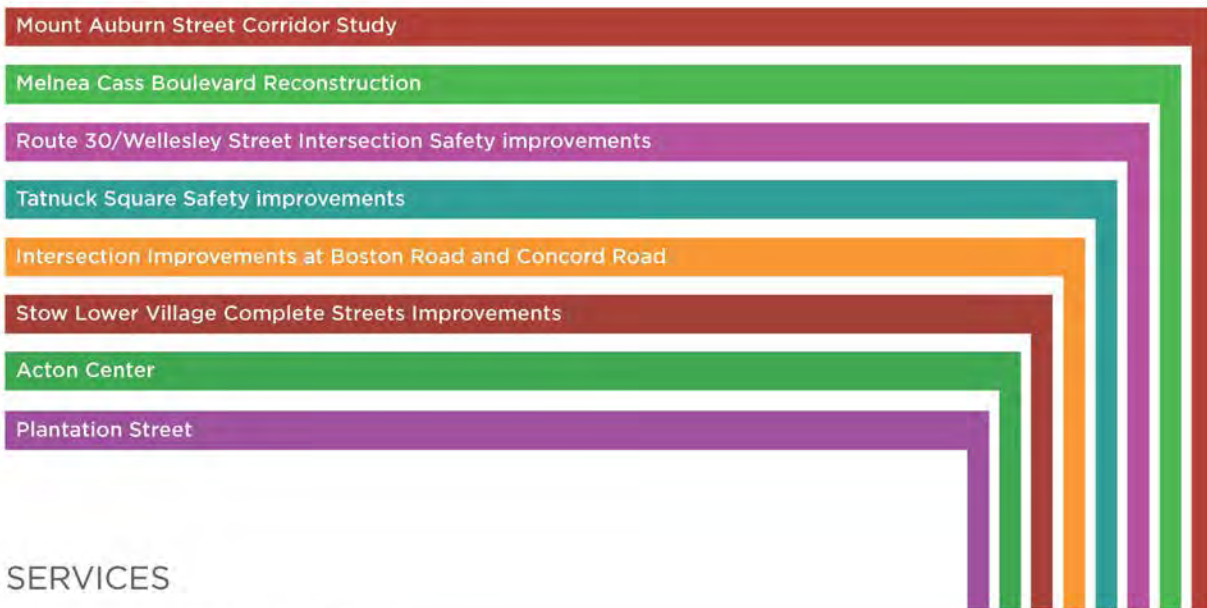 Mount Auburn Street Corridor Study
Melnea Cass Boulevard Reconstruction
Route 30/Wellesley Street Intersection Safety improvements
Tatnuck Square Safety improvements
Intersection Improvements at Boston Road and Concord Road
Stow Lower Village Complete Streets Improvements
Acton Center
Plantation Street
SERVICES